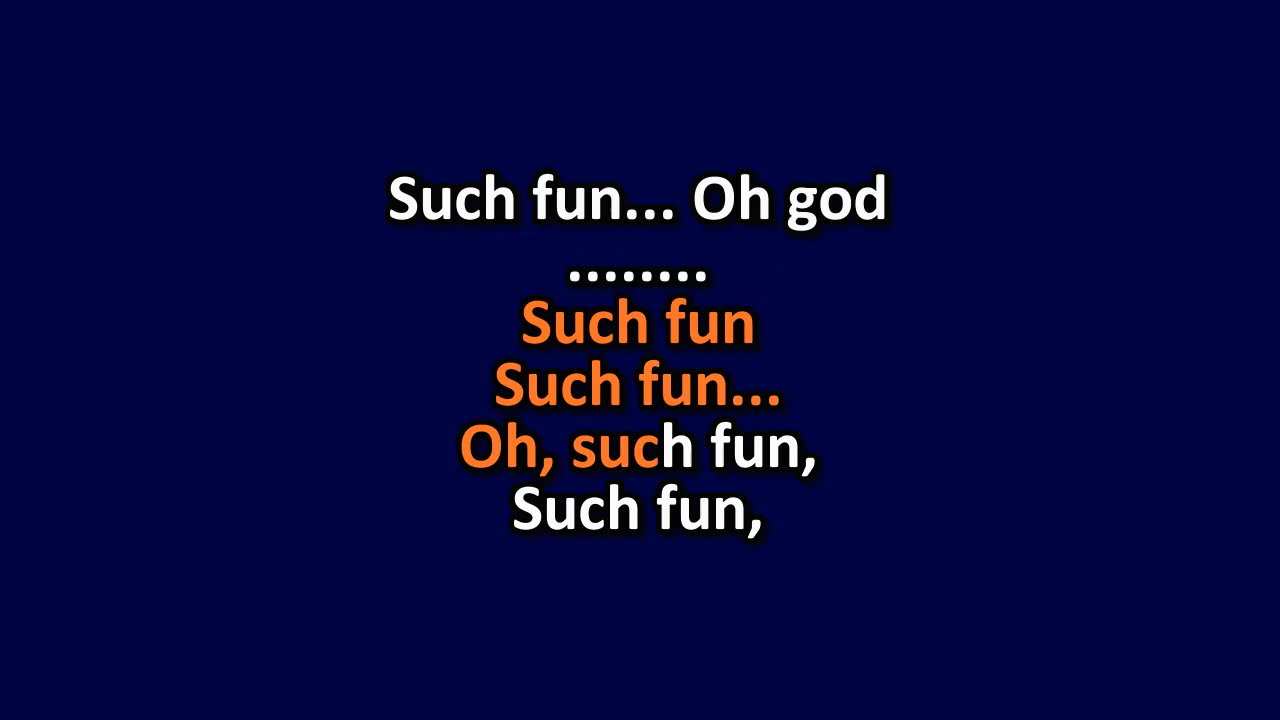 Such fun... Oh god
........
Such fun
Such fun...
Oh, such fun,
Such fun,